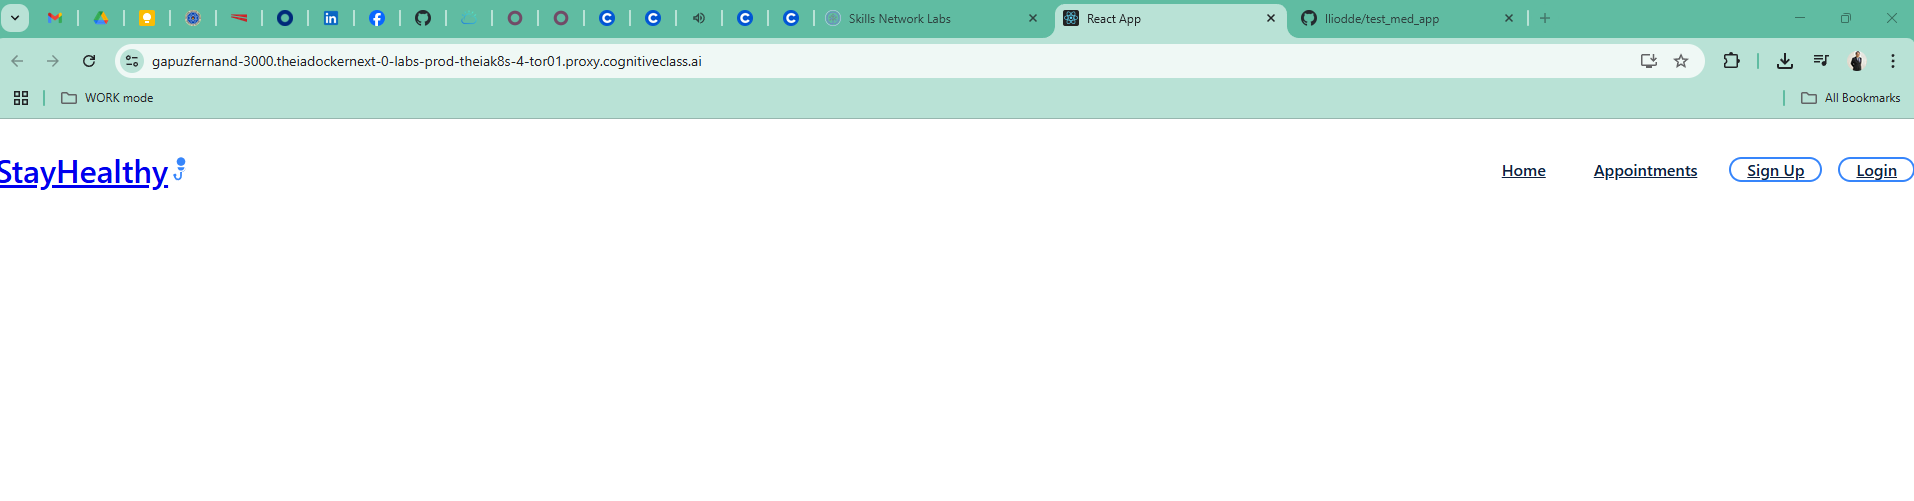 Skills Network Labs
React App
lliodde/test_med_app
gapuzfernand-3000.theiadockernext-0-labs-prod-theiak8s-4-tor01.proxy.cognitiveclass.ai
WORK mode
All Bookmarks
StayHealthy
Home
Appointments
Sign Up
Login